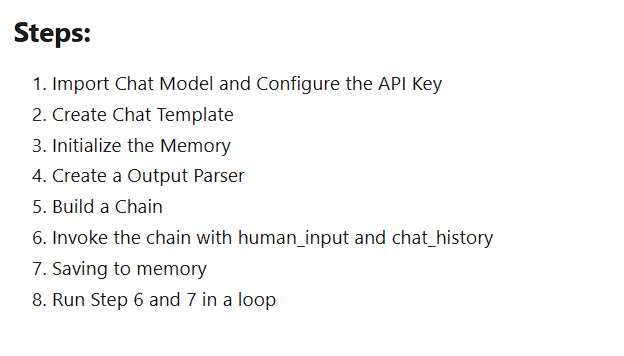 Steps:
1. Import Chat Model and Configure the API Key
2. Create Chat Template
3. Initialize the Memory
4. Create a Output Parser
5. Build a Chain
6. Invoke the chain with human_input and chat_history
7. Saving to memory
8. Run Step 6 and 7 in a loop